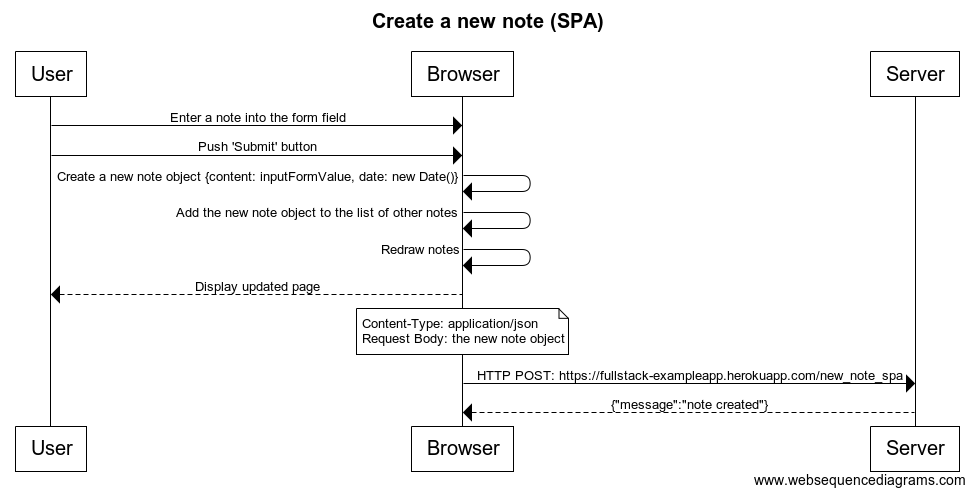 Create a new note (SPA)
User
Browser
Server
Enter a note into the form field
Push 'Submit' button
Create a new note object {content: inputFormValue, date: new Date()}
Add the new note object to the list of other notes
Redraw notes
Display updated page
Content-Type: application/json
Request Body: the new note object
HTTP POST: https://fullstack-exampleapp.herokuapp.com/new_note_spa
{"message":"note created"}
User
Browser
Server
www.websequencediagrams.com